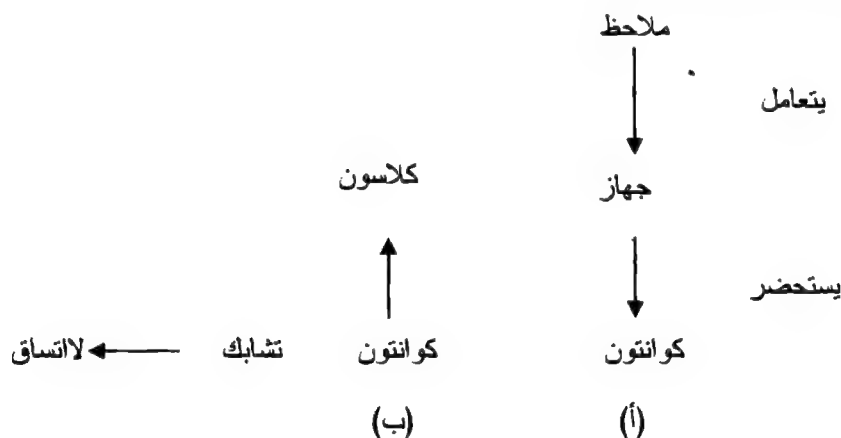 ملاحظ
يتعامل
جهاز كلاسون
يستحضر
كوانتون كوانتون تشابك لااتساق
(أ) (ب)